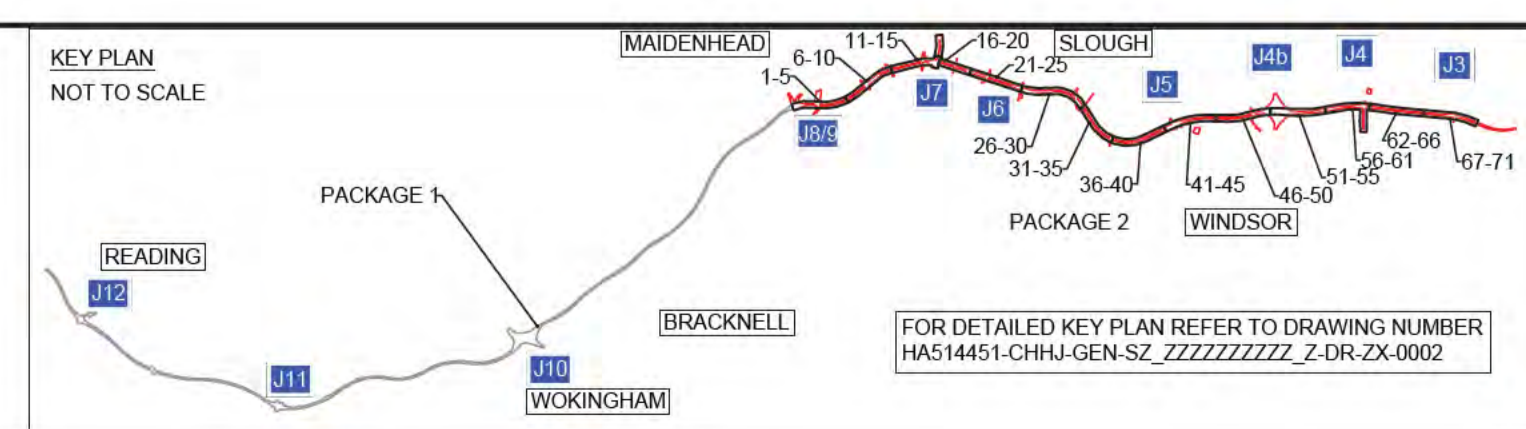 KEY PLAN
NOT TO SCALE
MAIDENHEAD
11-15
16-20
SLOUGH
6-10
21-25
1-5
J7
J6
J5
J4b
J4
J3
J8/9
26-30
31-35
36-40
41-45
46-50
51-55
56-61
62-66
67-71
PACKAGE 1
PACKAGE 2
WINDSOR
READING
J12
BRACKNELL
FOR DETAILED KEY PLAN REFER TO DRAWING NUMBER
HA514451-CHHJ-GEN-SZ_ZZZZZZZZZZ_Z-DR-ZX-0002
J11
J10
WOKINGHAM